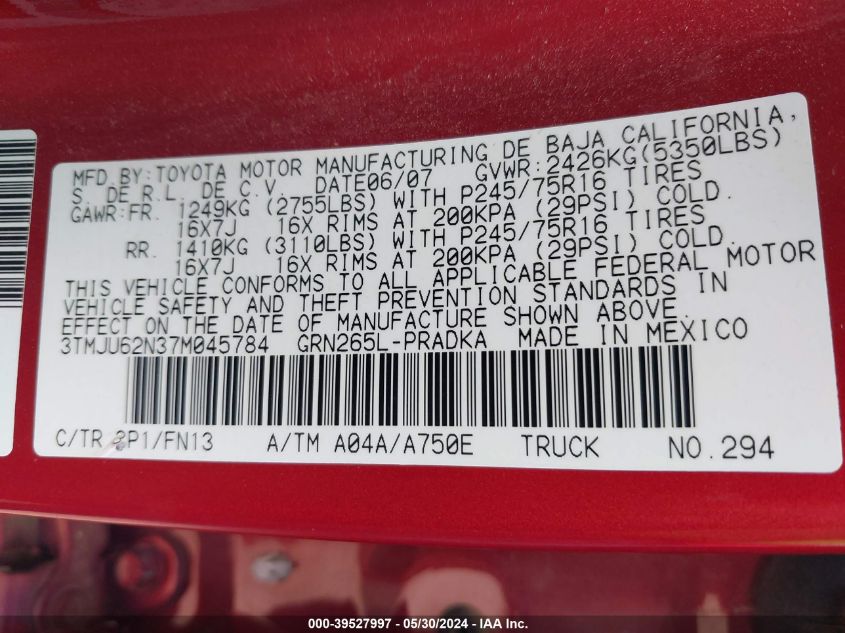 MFD. BY: TOYOTA MOTOR MANUFACTURING DE BAJA CALIFORNIA,
S. DE R.L. DE C.V. DATE06/07 GVWR:2426KG(5350LBS)
GAWR:FR. 1249KG (2755LBS) WITH P245/75R16 TIRES
16X7J 16X RIMS AT 200KPA (29PSI) COLD.
RR. 1410KG (3110LBS) WITH P245/75R16 TIRES
16X7J 16X RIMS AT 200KPA (29PSI) COLD.
THIS VEHICLE CONFORMS TO ALL APPLICABLE FEDERAL MOTOR
VEHICLE SAFETY AND THEFT PREVENTION STANDARDS IN
EFFECT ON THE DATE OF MANUFACTURE SHOWN ABOVE.
3TMJU62N37M045784 GRN265L-PRADKA MADE IN MEXICO
C/TR 3P1/FN13 A/TM A04A/A750E TRUCK NO.294
000-39527997 - 05/30/2024 - IAA Inc.